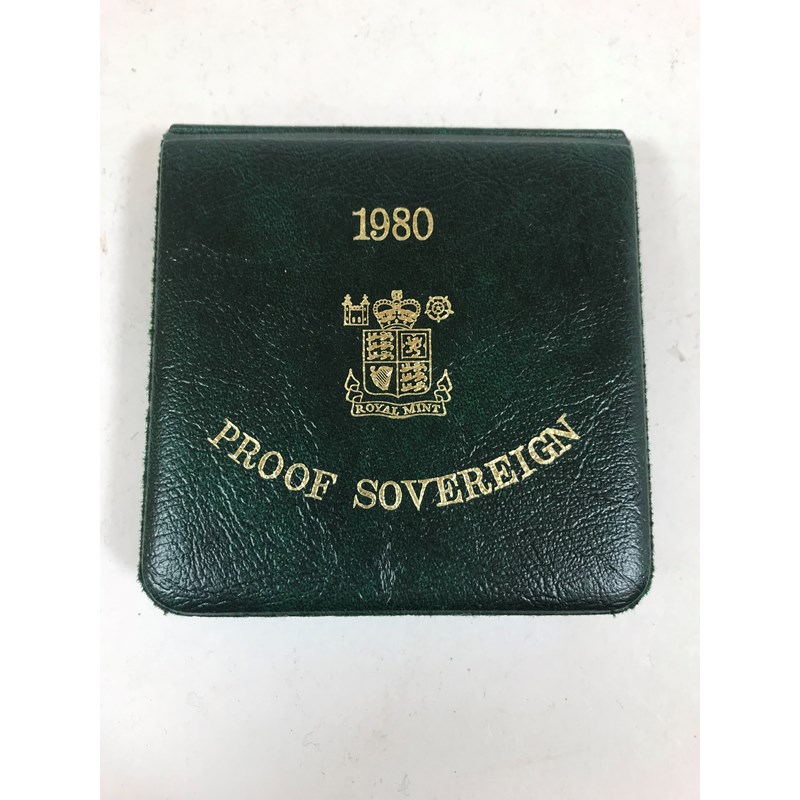 1980
ROYAL MINT
PROOF SOVEREIGN